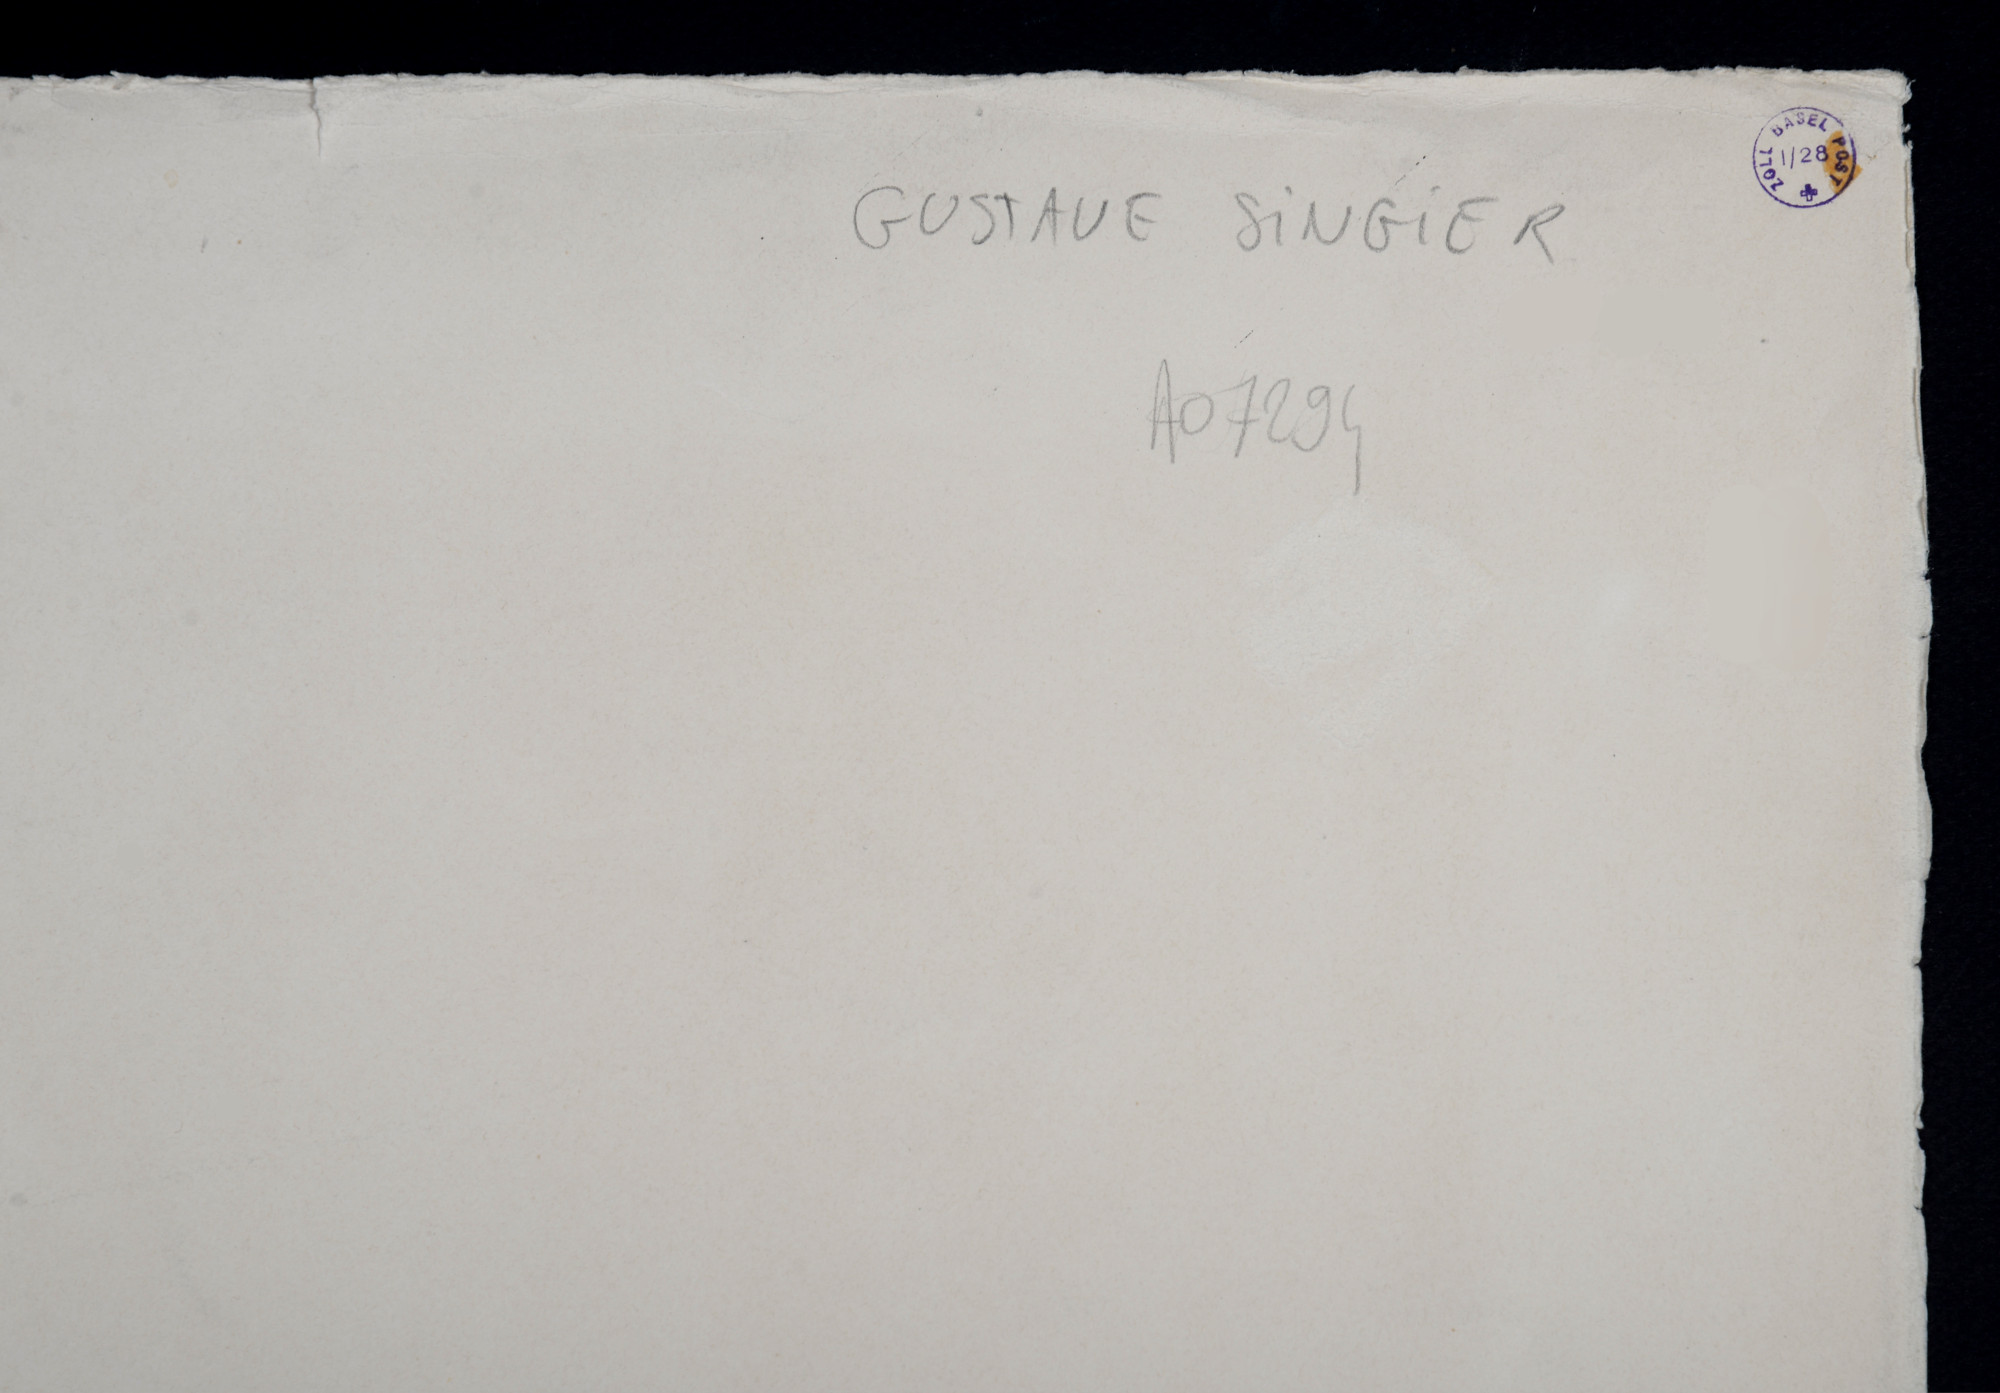 ZOLL BASEL POST
1/28
GUSTAVE SiNGiER
A07294